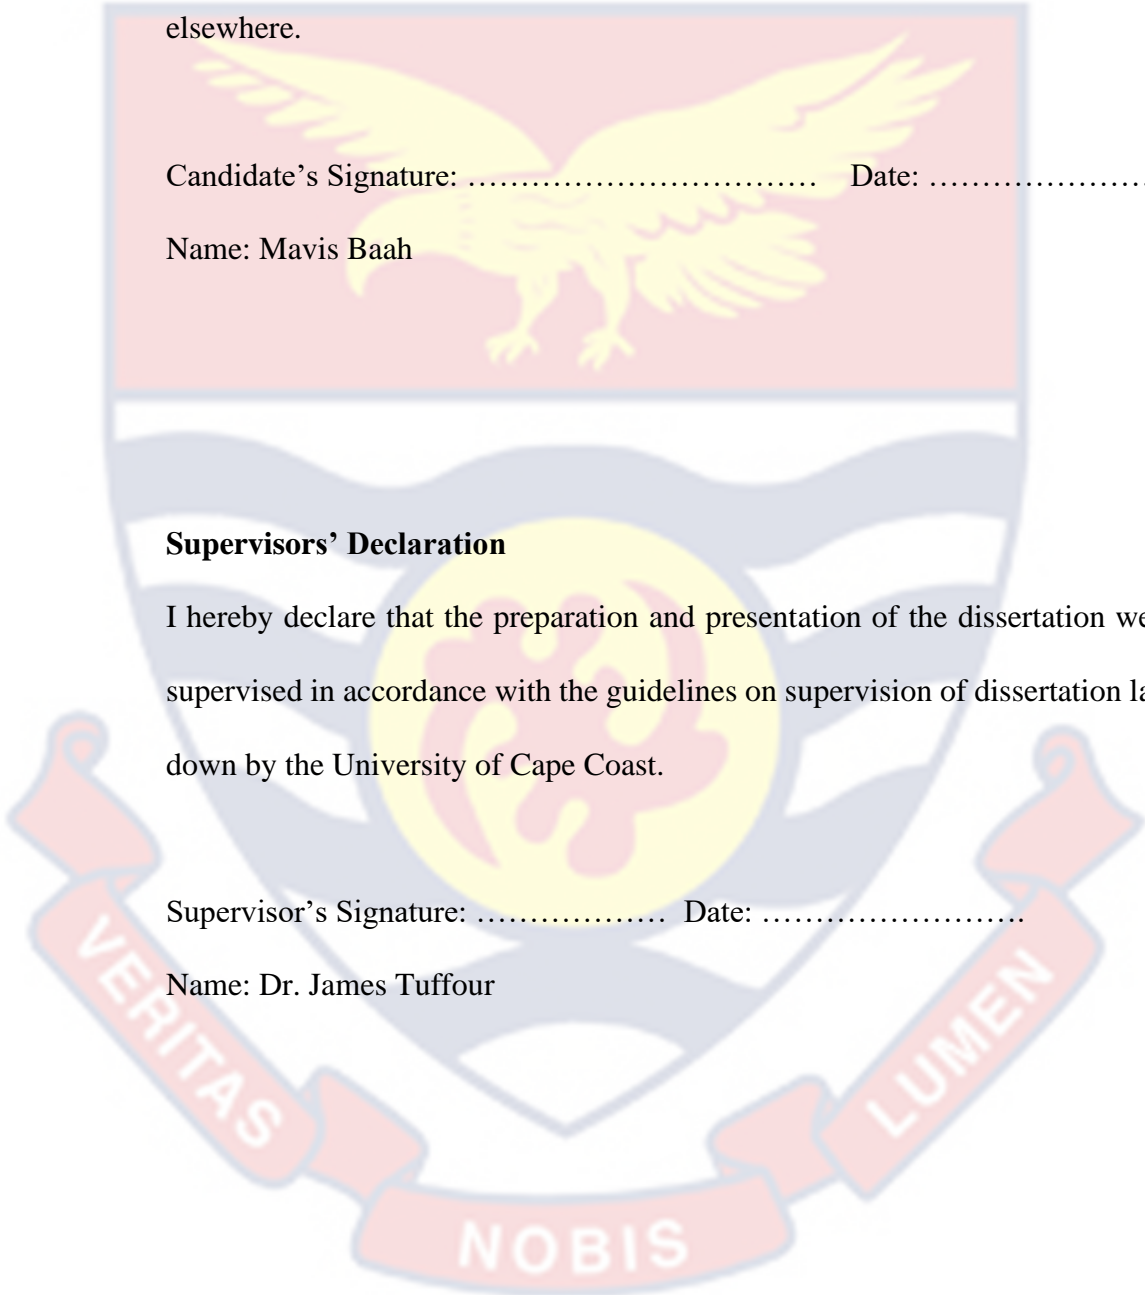 elsewhere.
Candidate’s Signature: …………………………… Date: …………………
Name: Mavis Baah
Supervisors’ Declaration
I hereby declare that the preparation and presentation of the dissertation we
supervised in accordance with the guidelines on supervision of dissertation la
down by the University of Cape Coast.
Supervisor’s Signature: ……………… Date: …………………….
Name: Dr. James Tuffour
VERITAS
NOBIS
LUMEN